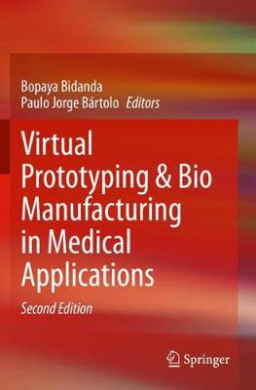 Bopaya Bidanda
Paulo Jorge Bártolo Editors
Virtual
Prototyping & Bio
Manufacturing
in Medical
Applications
Second Edition
Springer